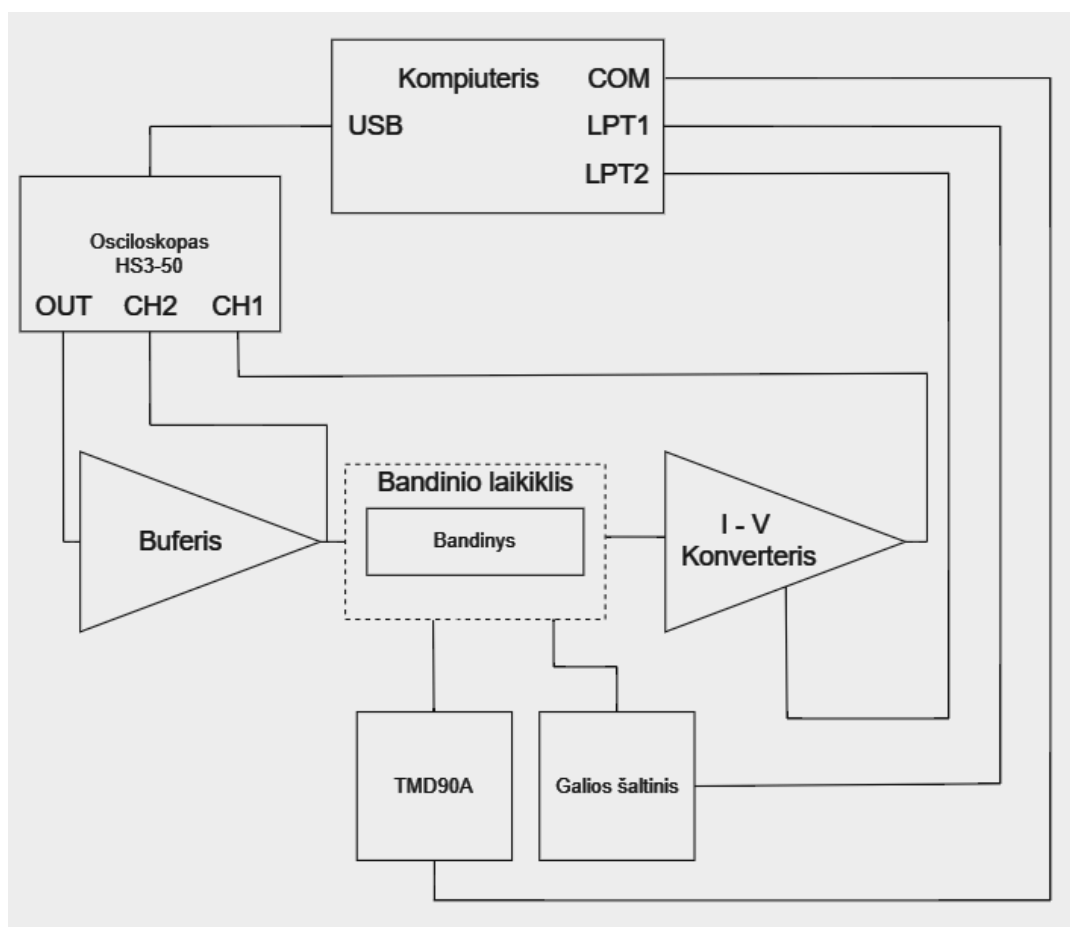 Kompiuteris
COM
USB
LPT1
LPT2
Osciloskopas
HS3-50
OUT
CH2
CH1
Bandinio laikiklis
Buferis
Bandinys
I - V
Konverteris
TMD90A
Galios šaltinis